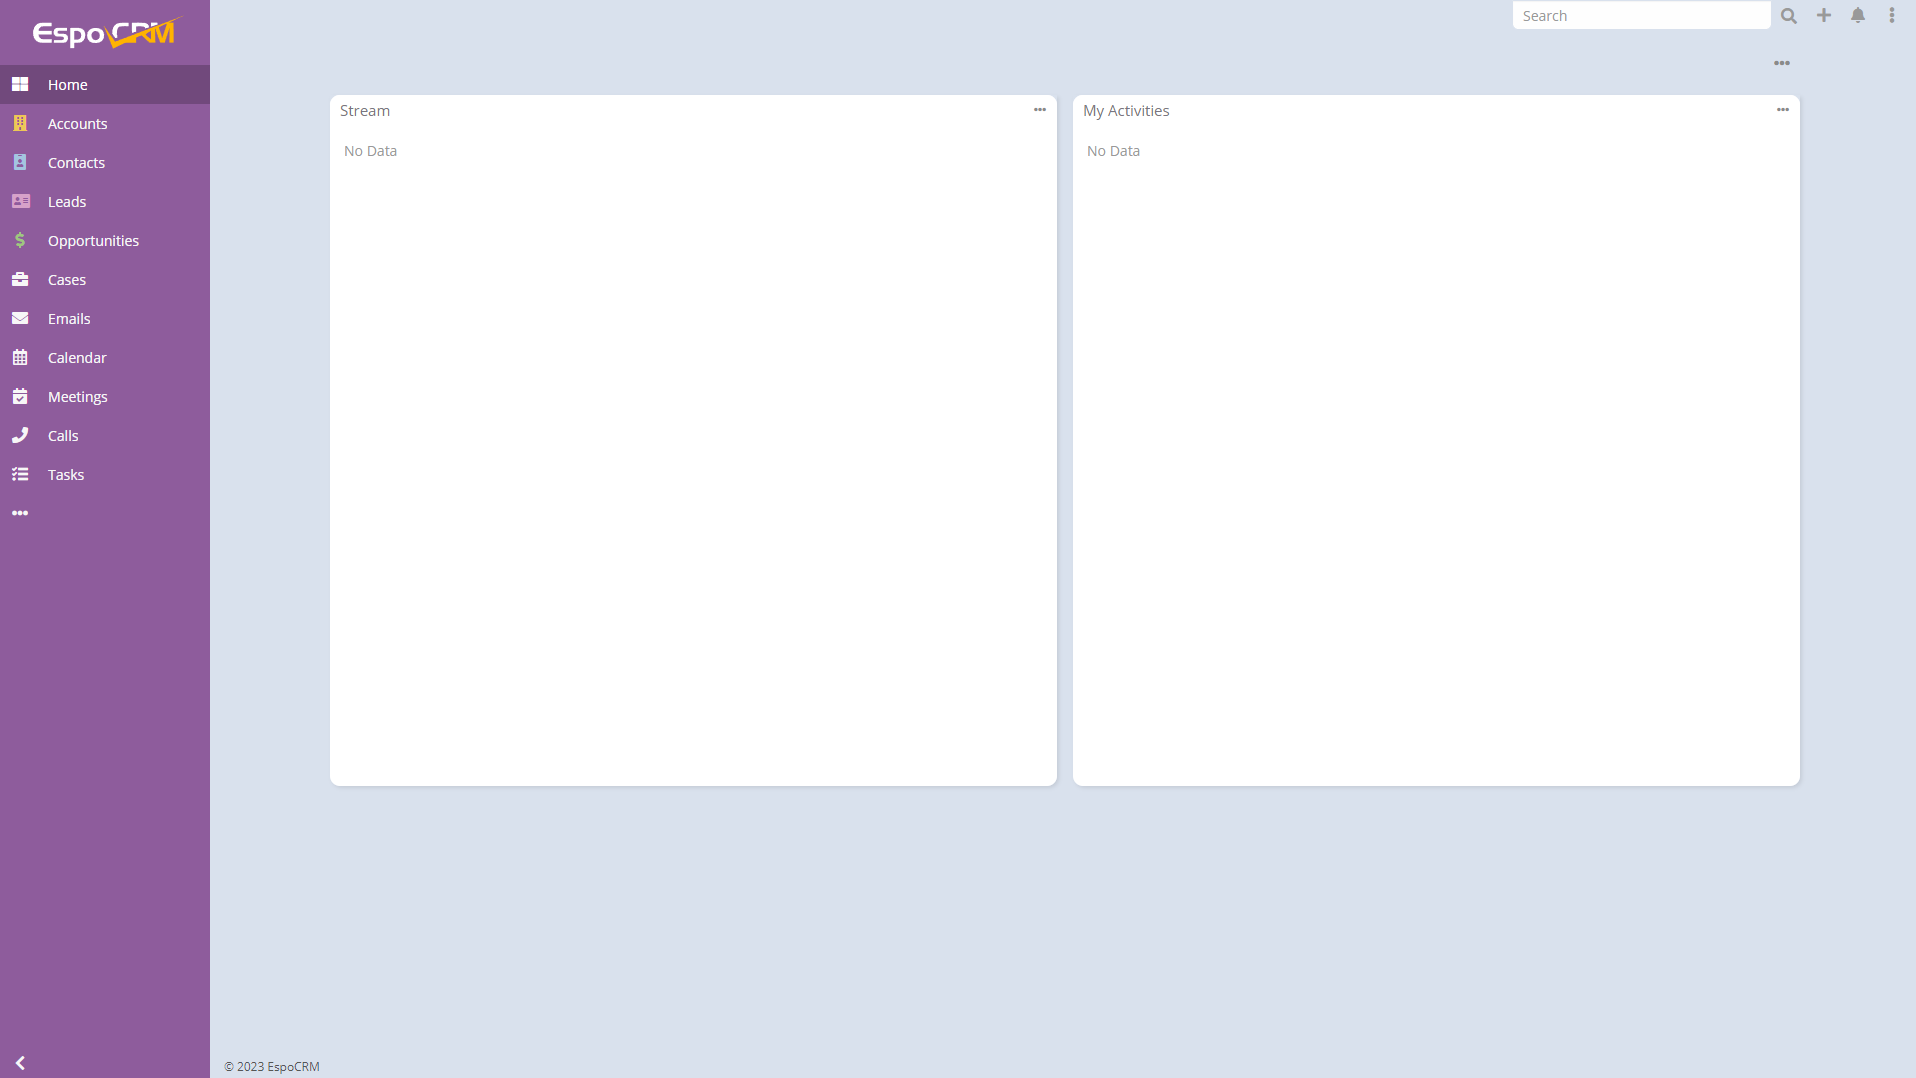 EspoCRM
Search
Home
Accounts
Contacts
Leads
Opportunities
Cases
Emails
Calendar
Meetings
Calls
Tasks
Stream
No Data
My Activities
No Data
© 2023 EspoCRM